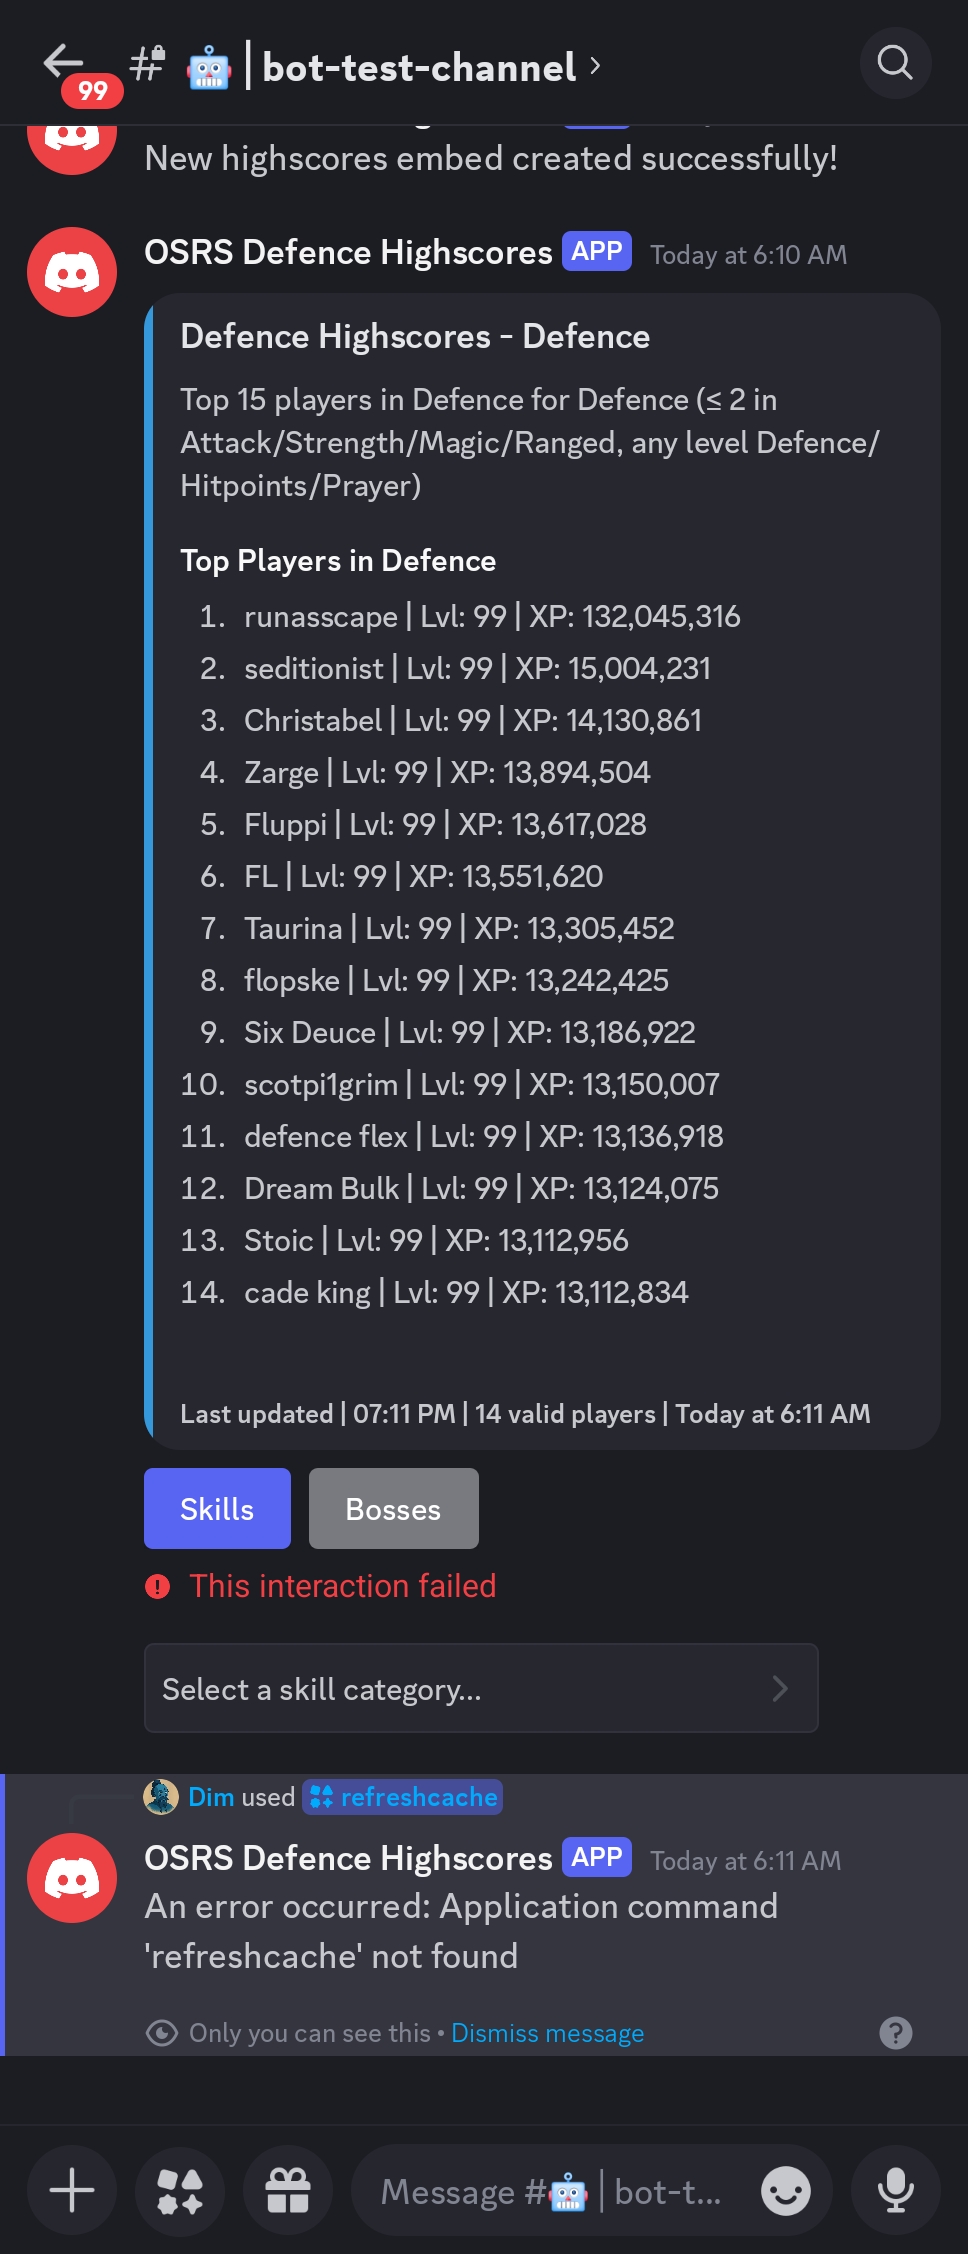 99
# 🤖 | bot-test-channel ›
New highscores embed created successfully!
OSRS Defence Highscores APP Today at 6:10 AM
Defence Highscores - Defence
Top 15 players in Defence for Defence (≤ 2 in
Attack/Strength/Magic/Ranged, any level Defence/
Hitpoints/Prayer)
Top Players in Defence
1. runasscape | Lvl: 99 | XP: 132,045,316
2. seditionist | Lvl: 99 | XP: 15,004,231
3. Christabel | Lvl: 99 | XP: 14,130,861
4. Zarge | Lvl: 99 | XP: 13,894,504
5. Fluppi | Lvl: 99 | XP: 13,617,028
6. FL | Lvl: 99 | XP: 13,551,620
7. Taurina | Lvl: 99 | XP: 13,305,452
8. flopske | Lvl: 99 | XP: 13,242,425
9. Six Deuce | Lvl: 99 | XP: 13,186,922
10. scotpi1grim | Lvl: 99 | XP: 13,150,007
11. defence flex | Lvl: 99 | XP: 13,136,918
12. Dream Bulk | Lvl: 99 | XP: 13,124,075
13. Stoic | Lvl: 99 | XP: 13,112,956
14. cade king | Lvl: 99 | XP: 13,112,834
Last updated | 07:11 PM | 14 valid players | Today at 6:11 AM
Skills Bosses
This interaction failed
Select a skill category...
Dim used refreshcache
OSRS Defence Highscores APP Today at 6:11 AM
An error occurred: Application command
'refreshcache' not found
Only you can see this • Dismiss message
Message #🤖 | bot-t...